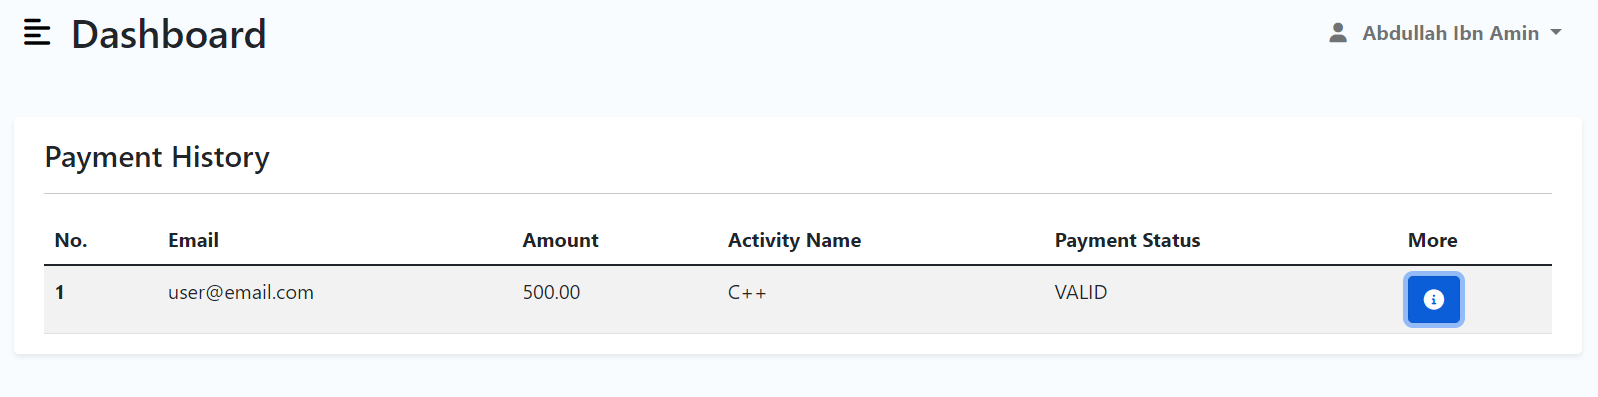 Dashboard
Abdullah Ibn Amin
Payment History
No. Email Amount Activity Name Payment Status More
1 user@email.com 500.00 C++ VALID